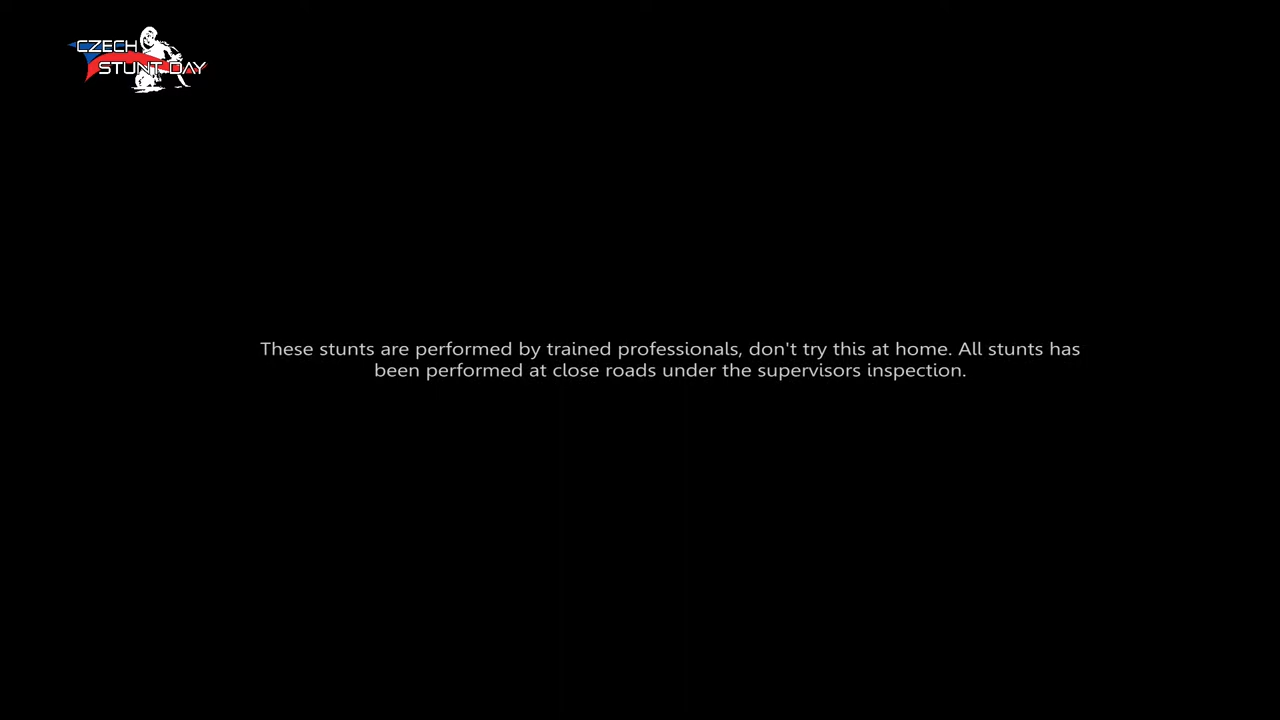 CZECH
STUNT DAY
These stunts are performed by trained professionals, don't try this at home. All stunts has
been performed at close roads under the supervisors inspection.